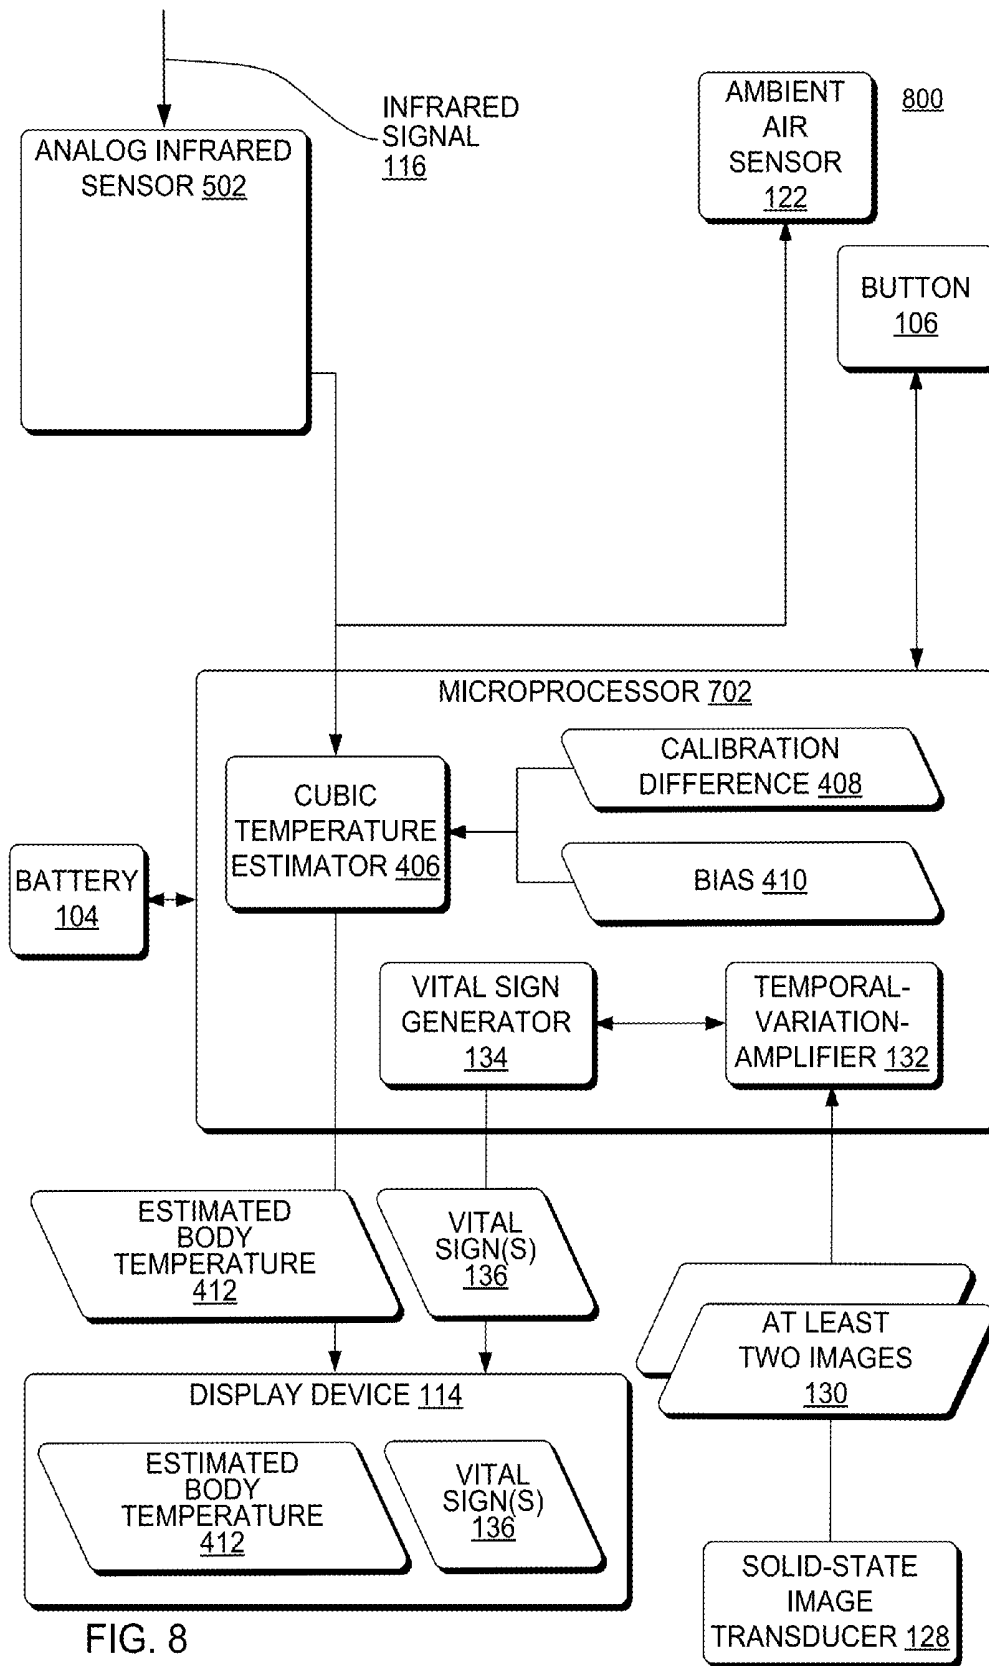 INFRARED
SIGNAL
116
ANALOG INFRARED
SENSOR 502
AMBIENT
AIR
SENSOR
122
800
BUTTON
106
MICROPROCESSOR 702
CALIBRATION
DIFFERENCE 408
CUBIC
TEMPERATURE
ESTIMATOR 406
BIAS 410
BATTERY
104
VITAL SIGN
GENERATOR
134
TEMPORAL-
VARIATION-
AMPLIFIER 132
ESTIMATED
BODY
TEMPERATURE
412
VITAL
SIGN(S)
136
AT LEAST
TWO IMAGES
130
DISPLAY DEVICE 114
ESTIMATED
BODY
TEMPERATURE
412
VITAL
SIGN(S)
136
SOLID-STATE
IMAGE
TRANSDUCER 128
FIG. 8